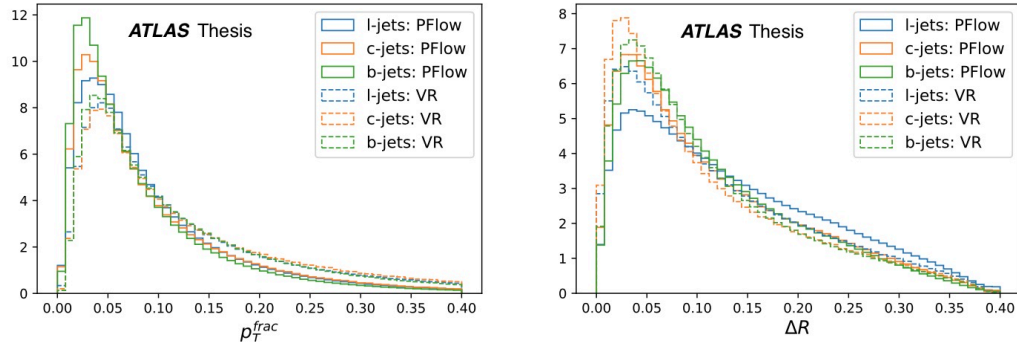 ATLAS Thesis
l-jets: PFlow
c-jets: PFlow
b-jets: PFlow
l-jets: VR
c-jets: VR
b-jets: VR
12
10
8
6
4
2
0
0.00 0.05 0.10 0.15 0.20 0.25 0.30 0.35 0.40
p_T^{frac}
ATLAS Thesis
l-jets: PFlow
c-jets: PFlow
b-jets: PFlow
l-jets: VR
c-jets: VR
b-jets: VR
8
7
6
5
4
3
2
1
0
0.00 0.05 0.10 0.15 0.20 0.25 0.30 0.35 0.40
ΔR